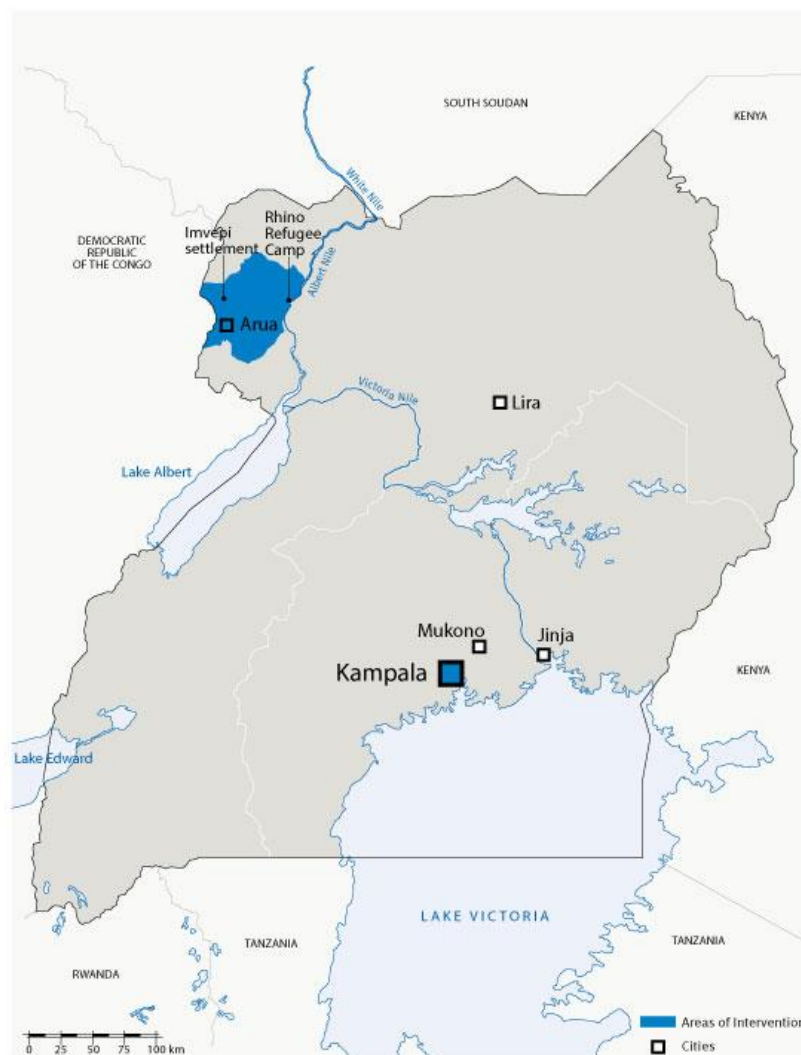 SOUTH SOUDAN
KENYA
White Nile
Imvepi
settlement
Rhino
Refugee
Camp
DEMOCRATIC
REPUBLIC
OF THE CONGO
Albert Nile
Arua
Victoria Nile
Lira
Lake Albert
Mukono
Jinja
Kampala
KENYA
Lake Edward
LAKE VICTORIA
TANZANIA
TANZANIA
RWANDA
Areas of Intervention
0 25 50 75 100 km
Cities